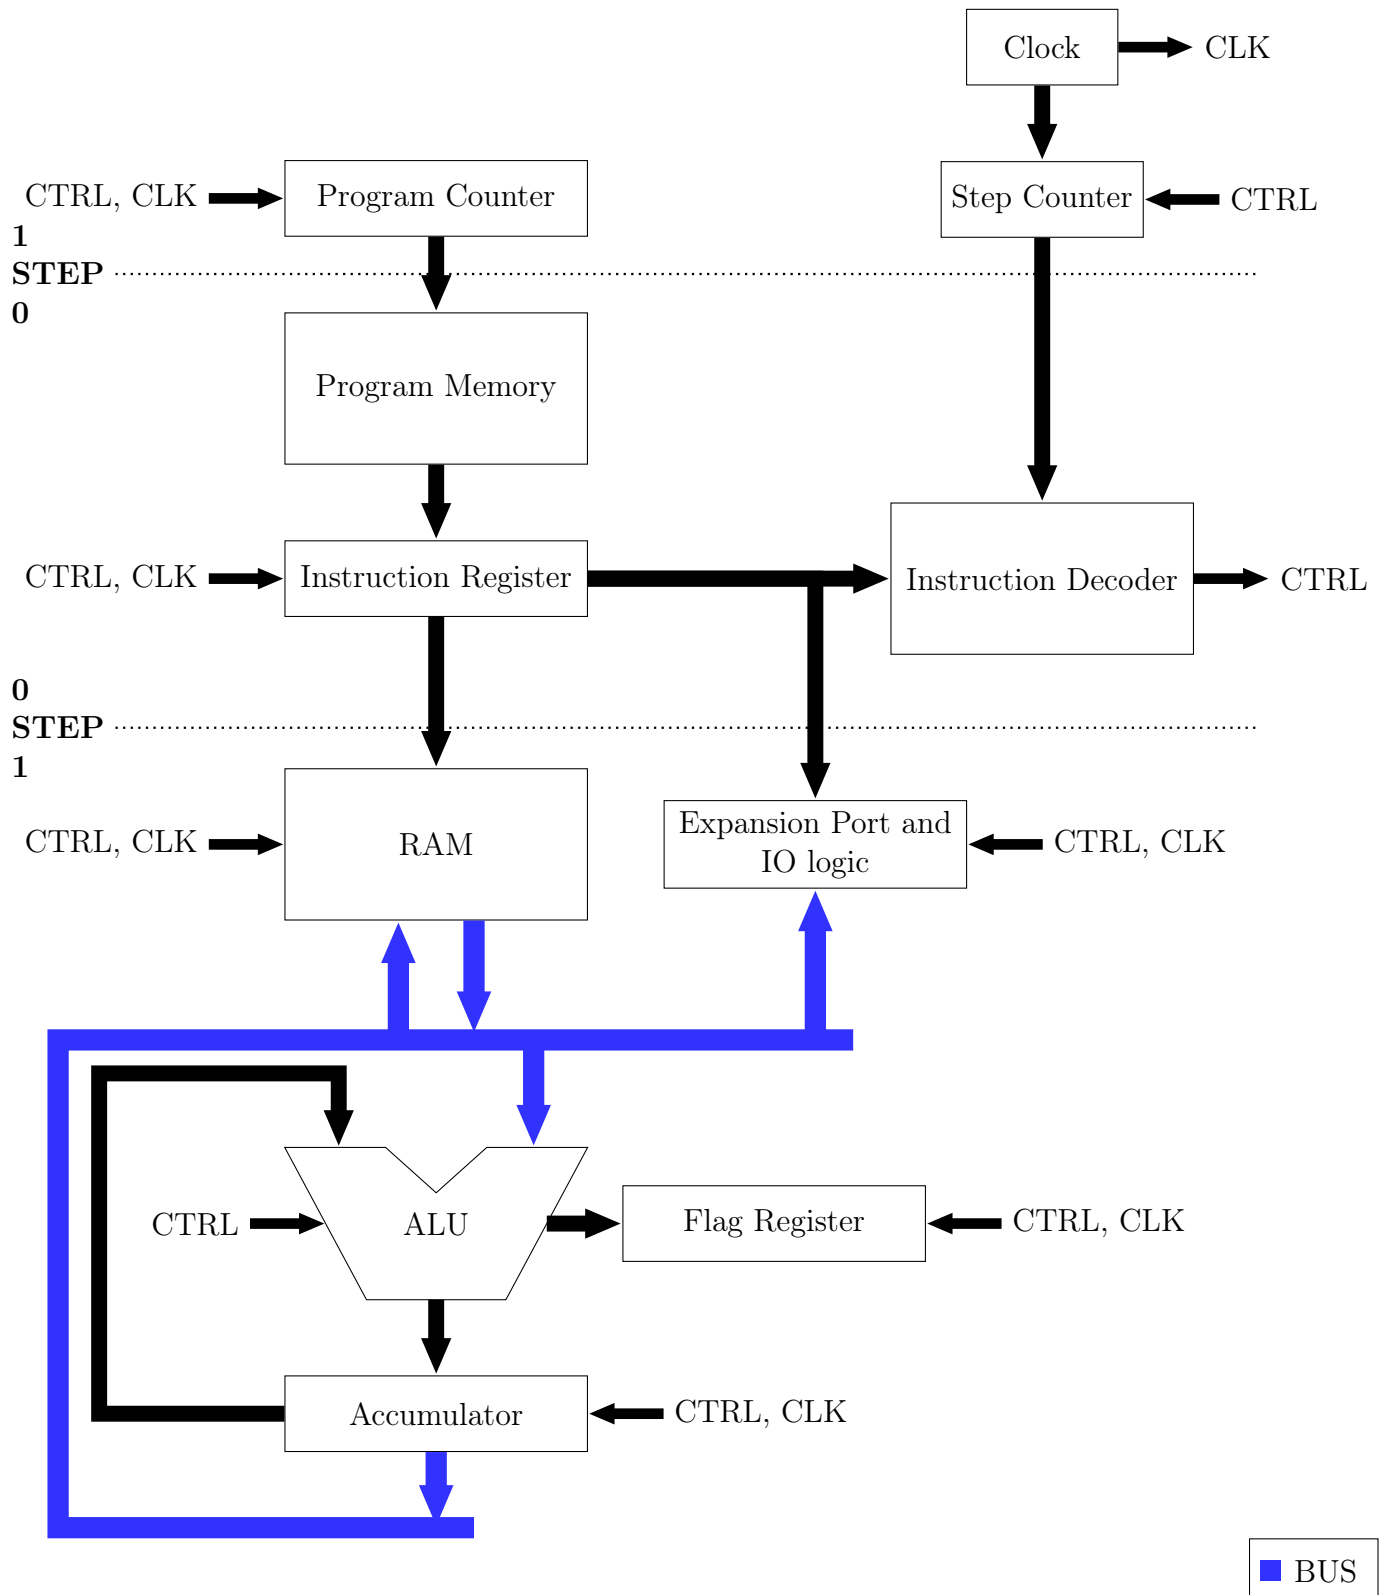 Clock
CLK
CTRL, CLK
Program Counter
Step Counter
CTRL
1
STEP
0
Program Memory
CTRL, CLK
Instruction Register
Instruction Decoder
CTRL
0
STEP
1
CTRL, CLK
RAM
Expansion Port and
IO logic
CTRL, CLK
CTRL
ALU
Flag Register
CTRL, CLK
Accumulator
CTRL, CLK
BUS